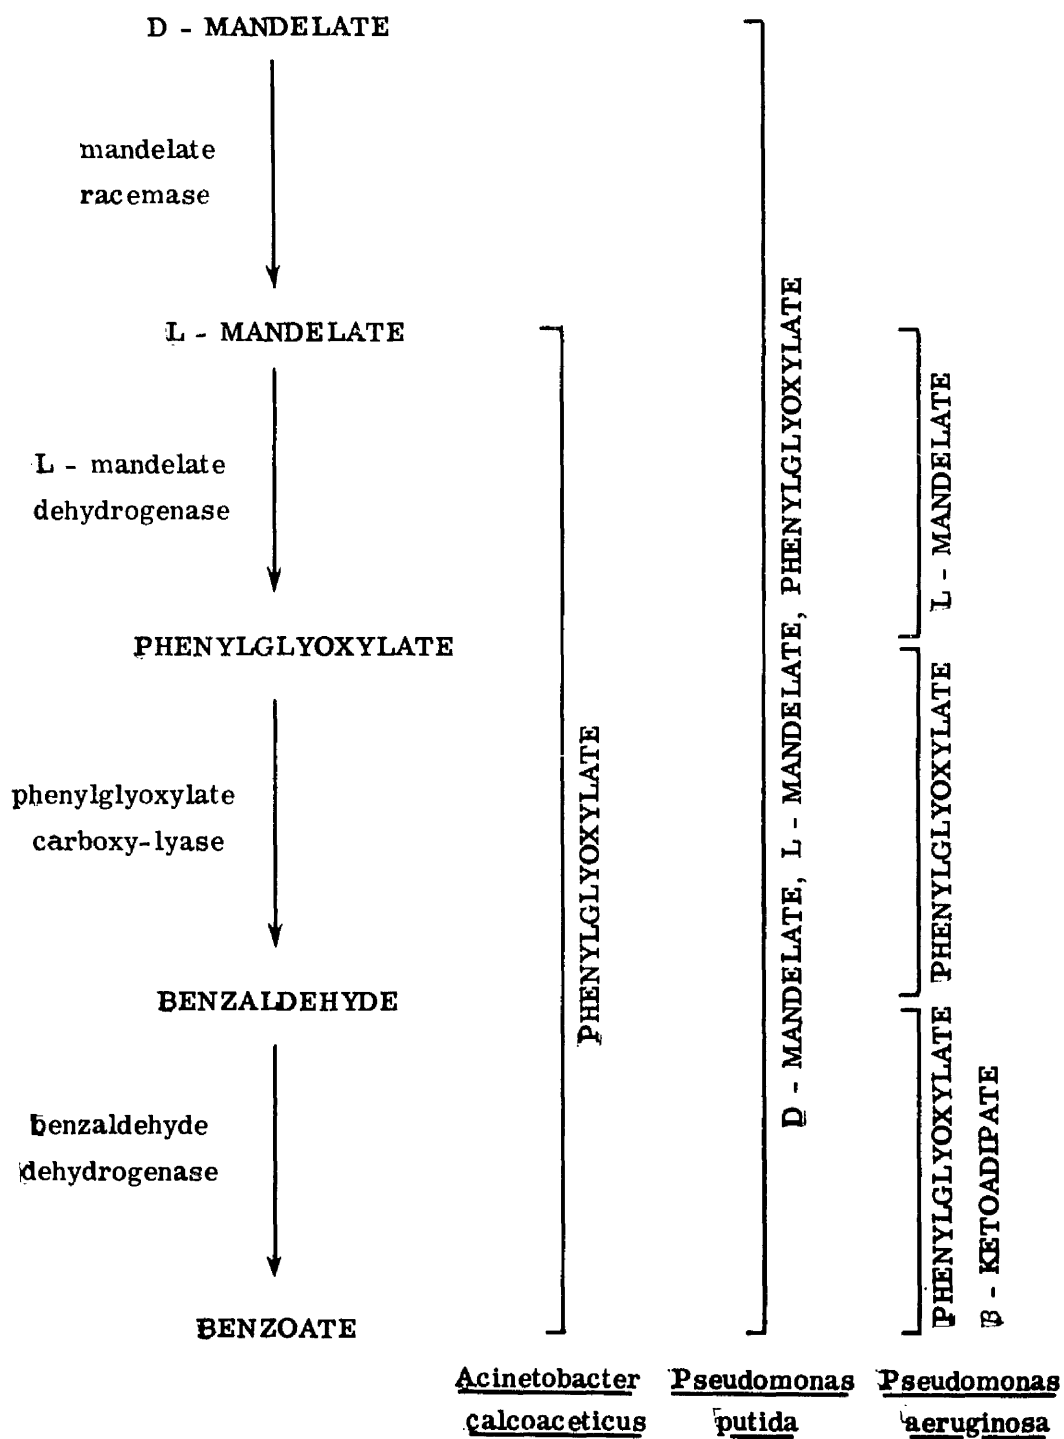 D - MANDELATE
mandelate
racemase
L - MANDELATE
L - mandelate
dehydrogenase
PHENYLGLYOXYLATE
phenylglyoxylate
carboxy-lyase
BENZALDEHYDE
benzaldehyde
dehydrogenase
BENZOATE
PHENYLGLYOXYLATE
D - MANDELATE, L - MANDELATE, PHENYLGLYOXYLATE
L - MANDELATE
PHENYLGLYOXYLATE
PHENYLGLYOXYLATE
B - KETOADIPATE
Acinetobacter
calcoaceticus
Pseudomonas
putida
Pseudomonas
aeruginosa